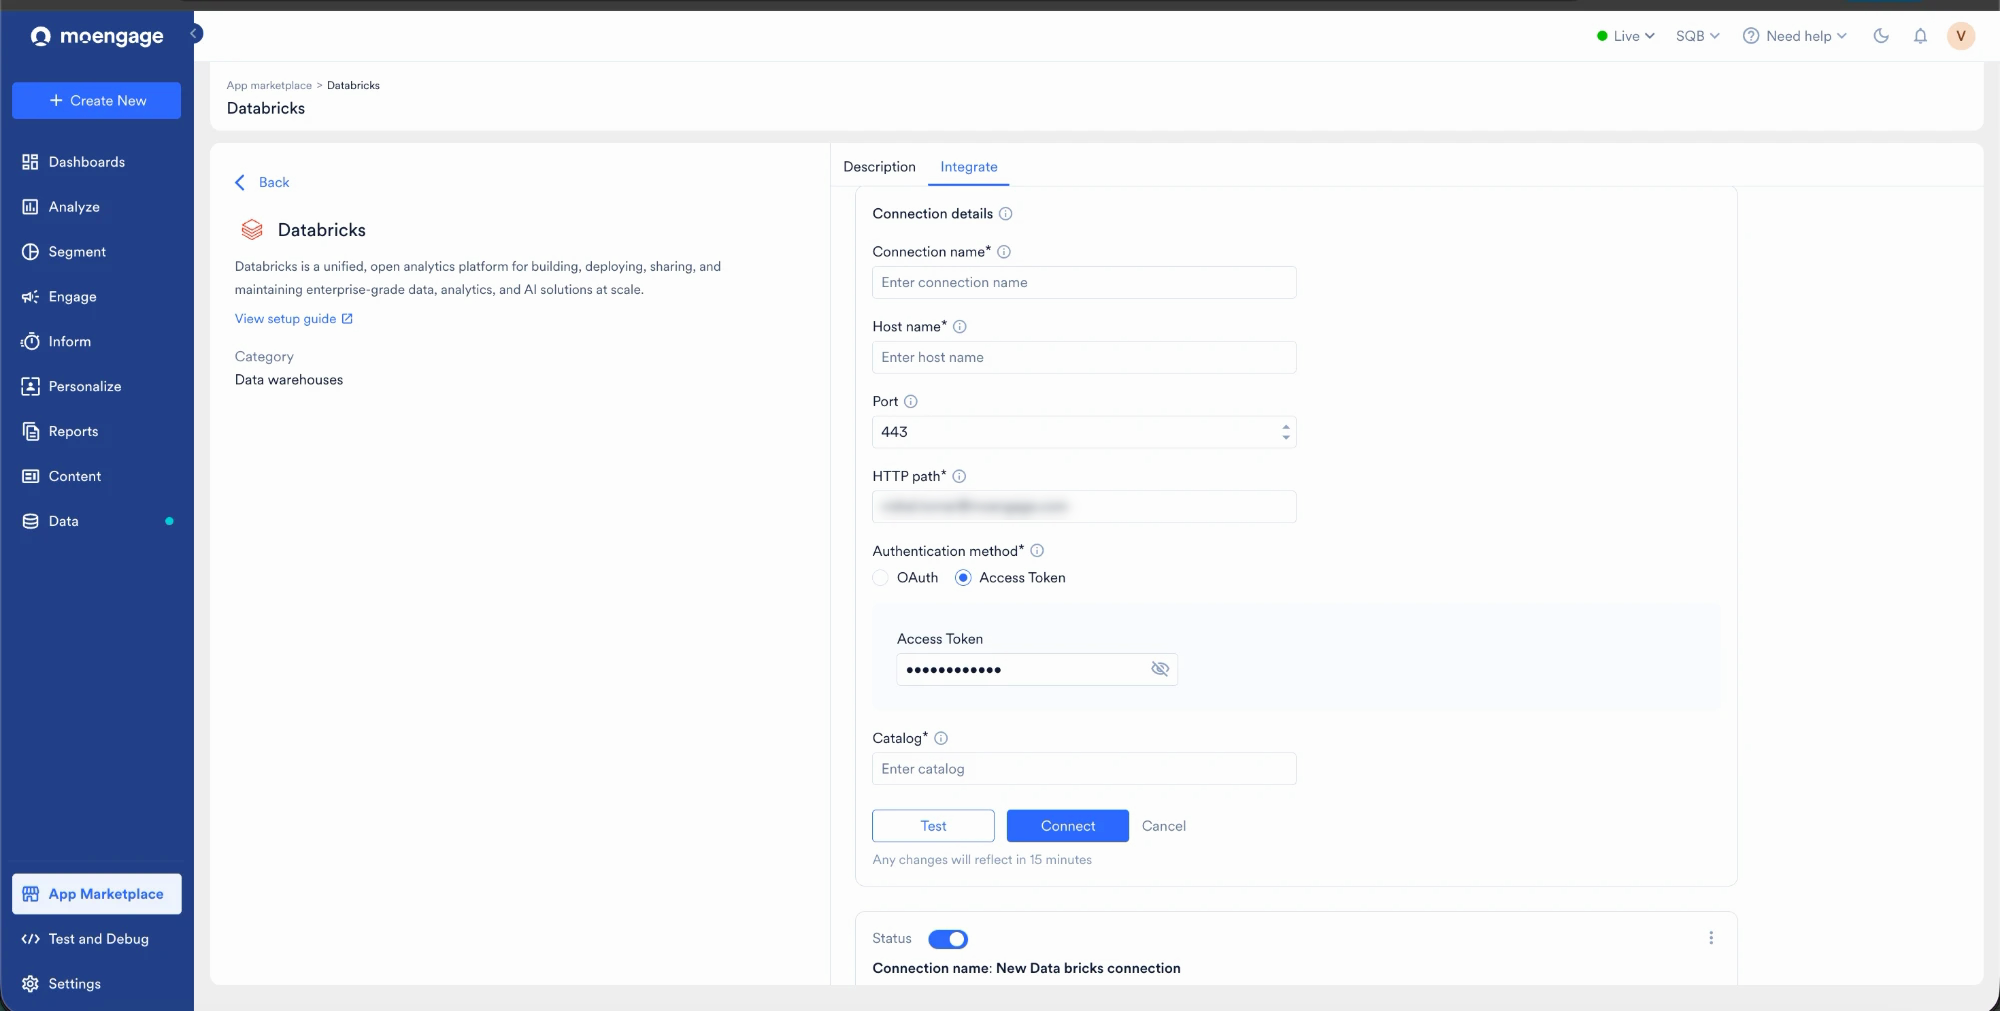 moengage
Live
SQB
Need help
V
Create New
Dashboards
Analyze
Segment
Engage
Inform
Personalize
Reports
Content
Data
App Marketplace
Test and Debug
Settings
App marketplace > Databricks
Databricks
Back
Databricks
Databricks is a unified, open analytics platform for building, deploying, sharing, and
maintaining enterprise-grade data, analytics, and AI solutions at scale.
View setup guide
Category
Data warehouses
Description Integrate
Connection details
Connection name*
Enter connection name
Host name*
Enter host name
Port
443
HTTP path*
Authentication method*
OAuth Access Token
Access Token
••••••••••••
Catalog*
Enter catalog
Test Connect Cancel
Any changes will reflect in 15 minutes
Status
Connection name: New Data bricks connection